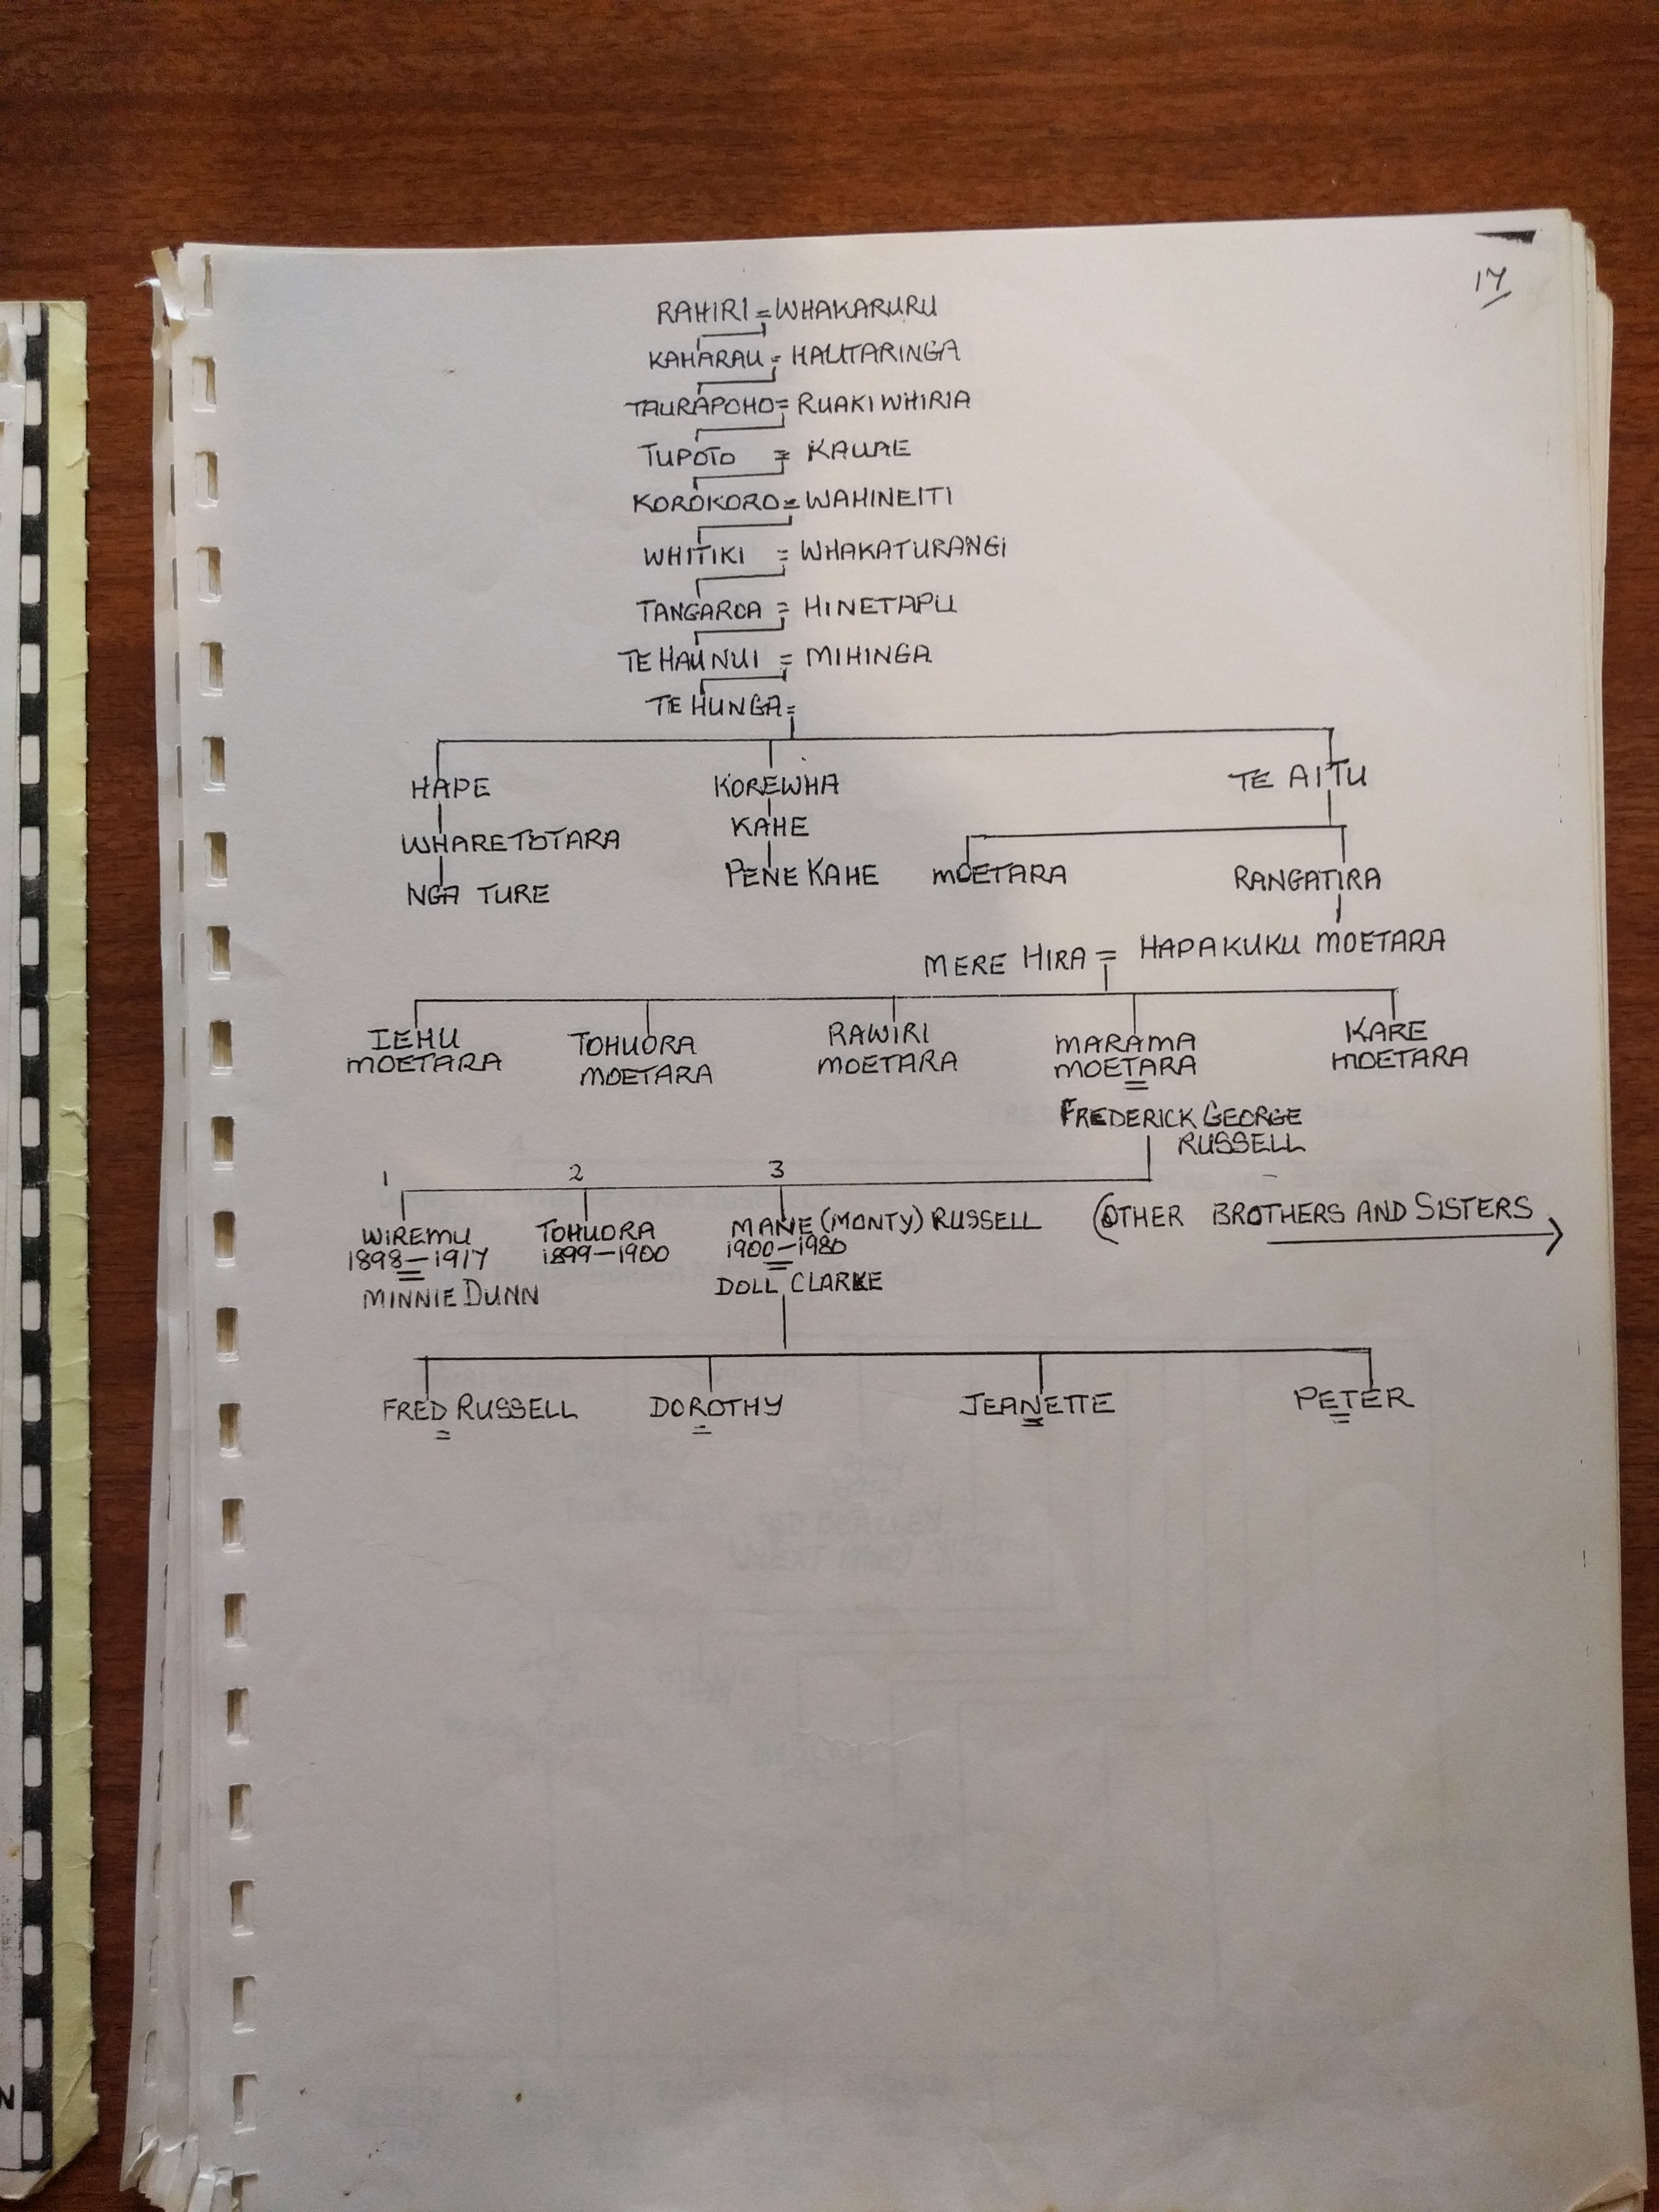 17
RAHIRI = WHAKARURU
KAHARAU = HAUTARINGA
TAURAPOHO = RUAKIWHIRIA
TUPOTO = KAUAE
KOROKORO = WAHINEITI
WHITIKI = WHAKATURANGI
TANGAROA = HINETAPU
TE HAUNUI = MIHINGA
TE HUNGA =
HAPE KOREWHA TE AITU
WHARETOTARA KAHE
NGA TURE PENE KAHE MOETARA RANGATIRA
MERE HIRA = HAPAKUKU MOETARA
IEHU TOHUORA RAWIRI MARAMA KARE
MOETARA MOETARA MOETARA MOETARA MOETARA
=
FREDERICK GEORGE
RUSSELL
1 2 3
WIREMU TOHUORA MANE (MONTY) RUSSELL (OTHER BROTHERS AND SISTERS
1898-1917 1899-1900 1900-1980
= =
MINNIE DUNN DOLL CLARKE
FRED RUSSELL DOROTHY JEANETTE PETER
= = = =
N